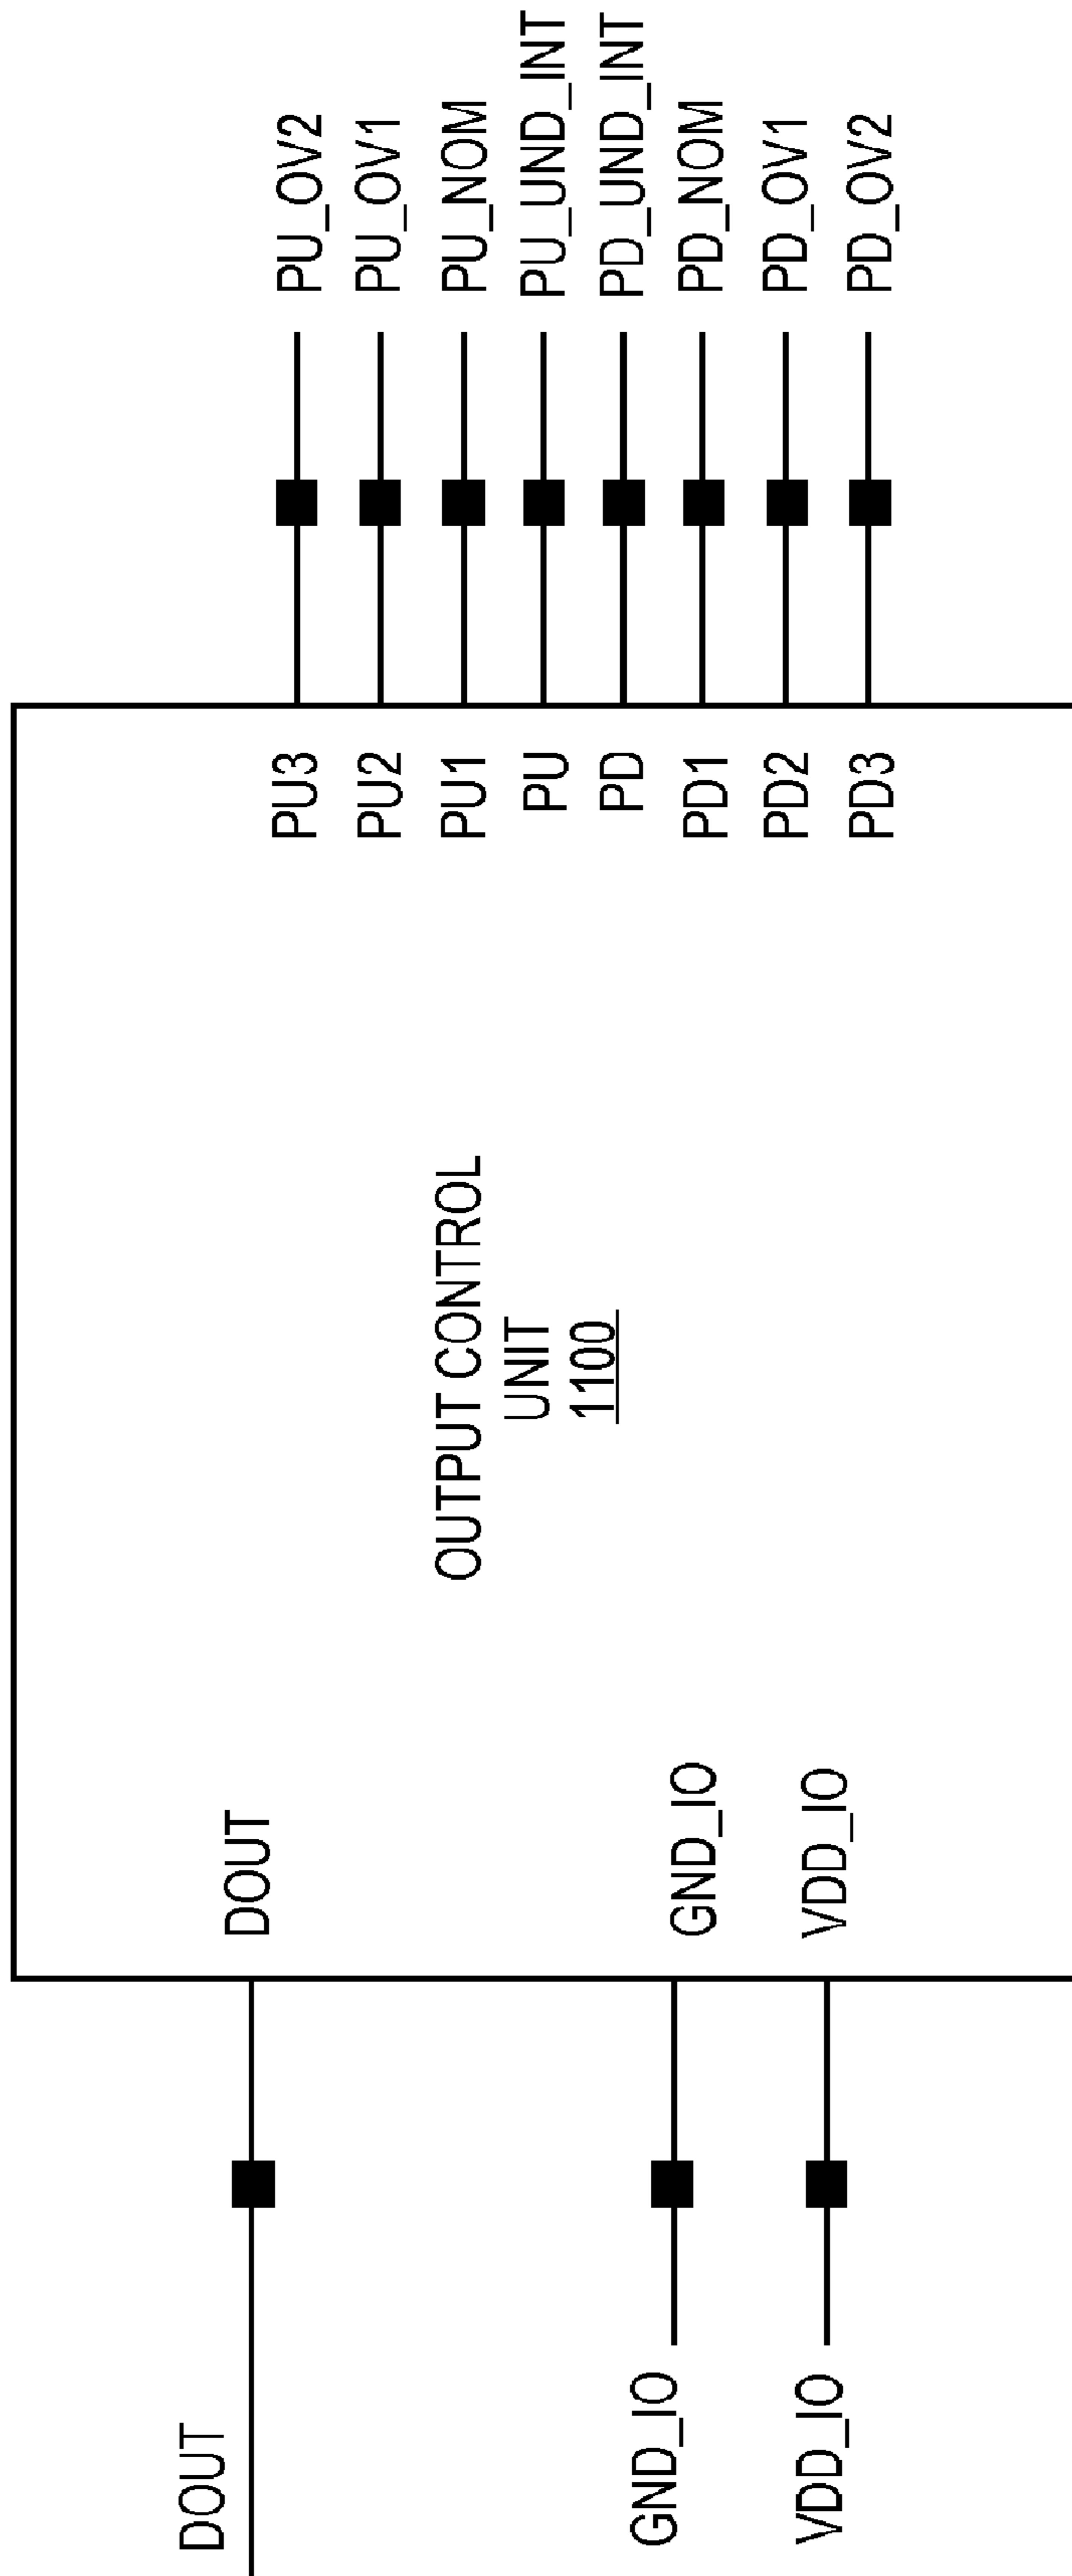 DOUT
DOUT
PU3
PU_OV2
PU2
PU_OV1
PU1
PU_NOM
OUTPUT CONTROL
UNIT
1100
PU
PU_UND_INT
PD
PD_UND_INT
GND_IO
GND_IO
PD1
PD_NOM
VDD_IO
VDD_IO
PD2
PD_OV1
PD3
PD_OV2